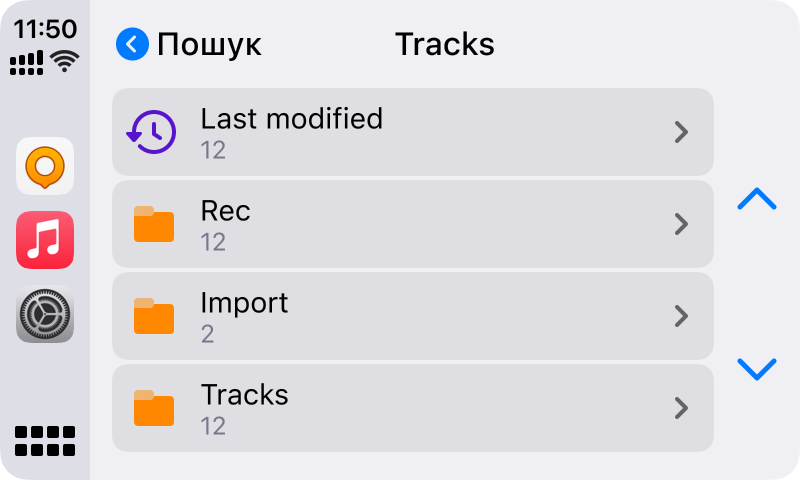 11:50
Пошук
Tracks
Last modified
12
Rec
12
Import
2
Tracks
12